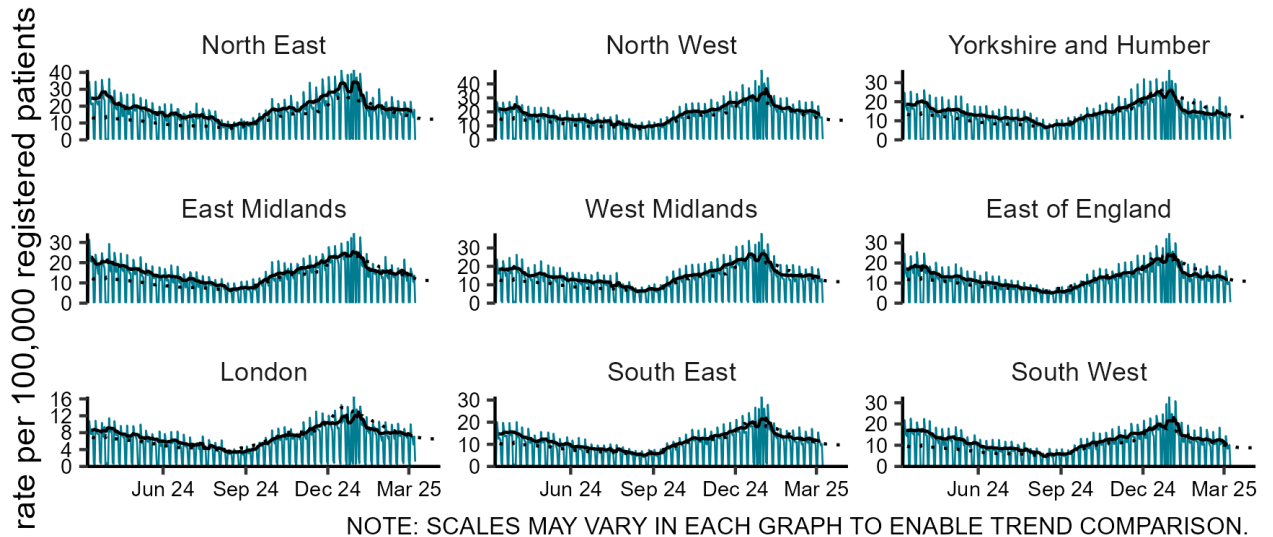 rate per 100,000 registered patients
North East
North West
Yorkshire and Humber
40
30
20
10
0
40
30
20
10
0
30
20
10
0
East Midlands
West Midlands
East of England
30
20
10
0
30
20
10
0
30
20
10
0
London
South East
South West
16
12
8
4
0
30
20
10
0
30
20
10
0
Jun 24 Sep 24 Dec 24 Mar 25
Jun 24 Sep 24 Dec 24 Mar 25
Jun 24 Sep 24 Dec 24 Mar 25
NOTE: SCALES MAY VARY IN EACH GRAPH TO ENABLE TREND COMPARISON.